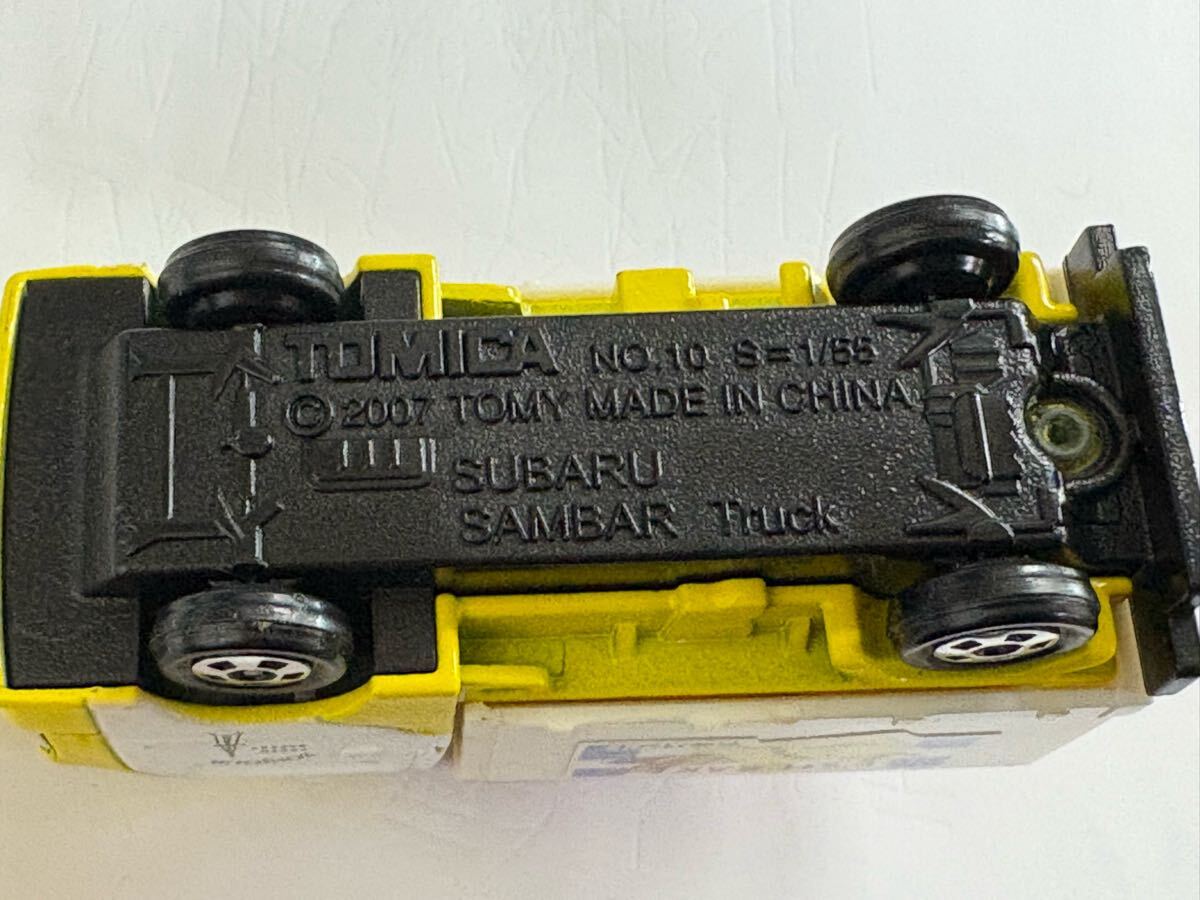 TOMICA NO.10 S=1/55
© 2007 TOMY MADE IN CHINA
SUBARU
SAMBAR Truck